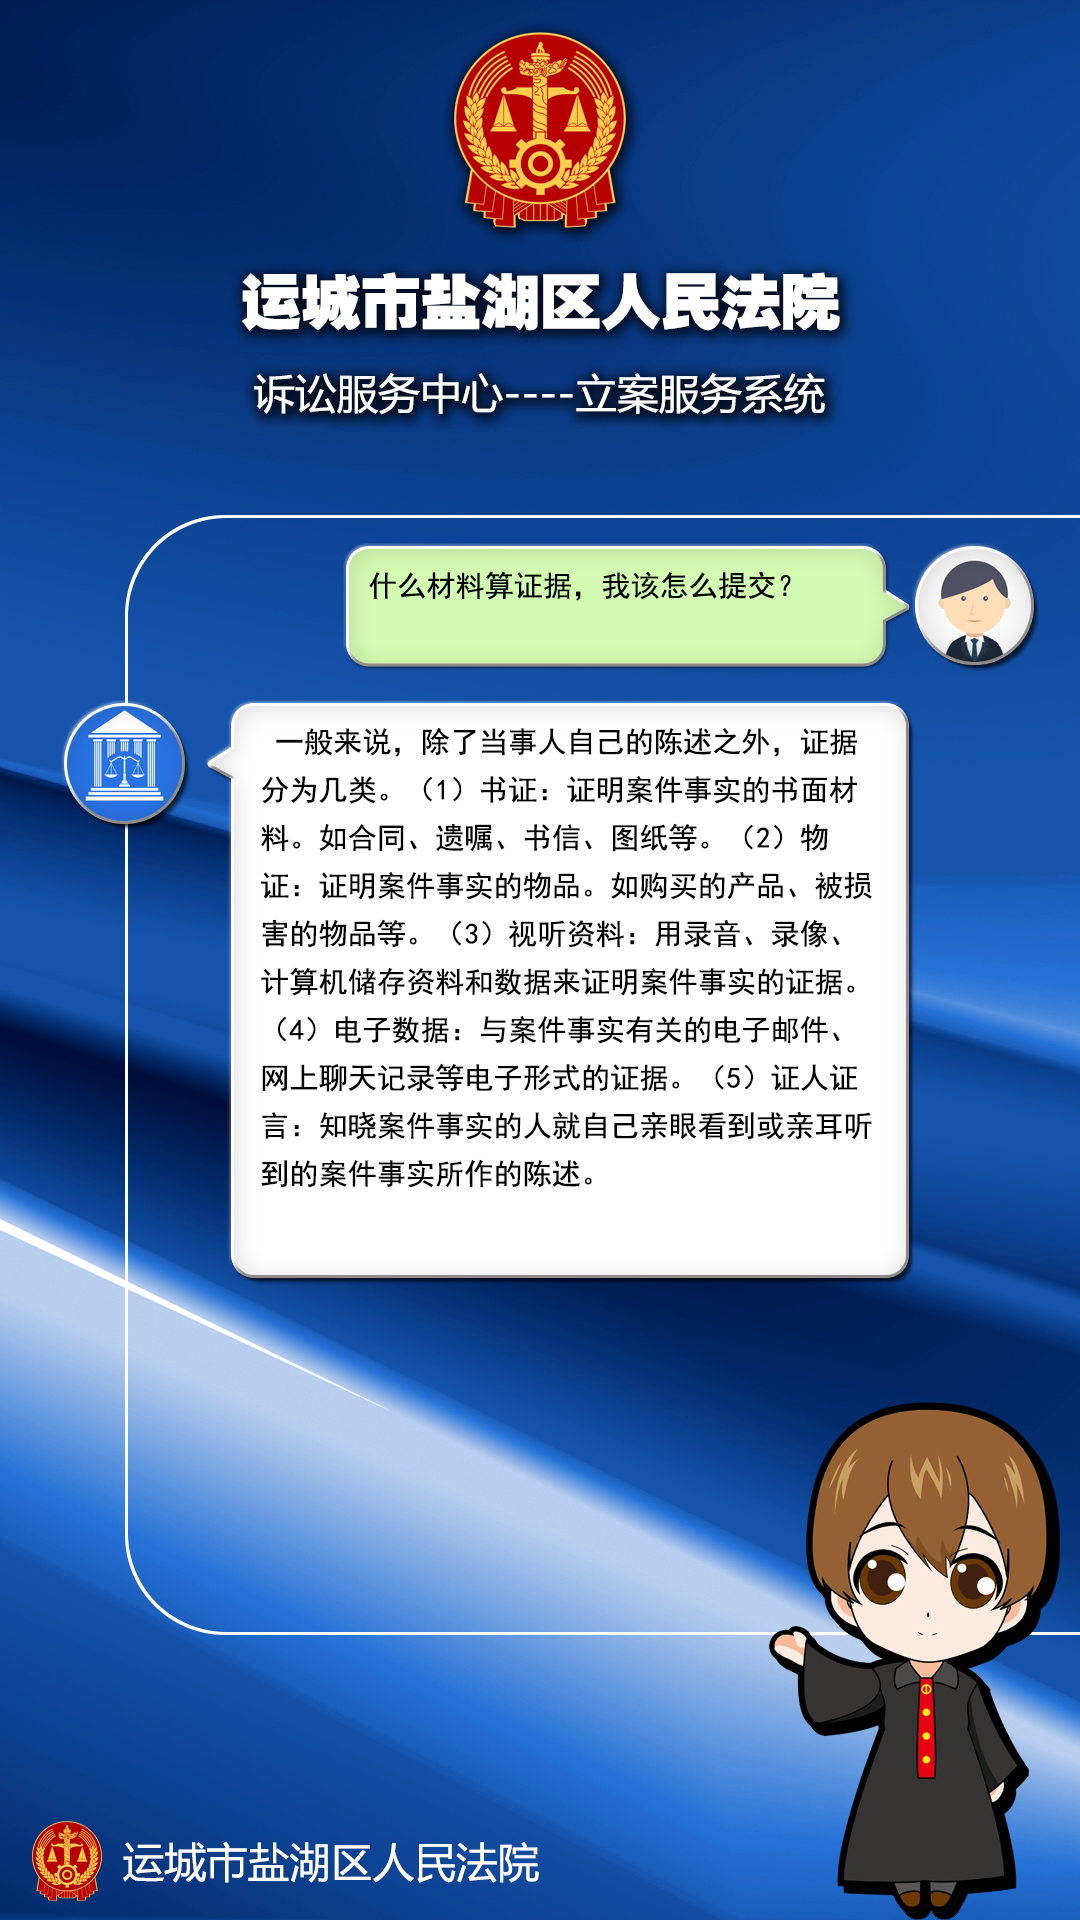 运城市盐湖区人民法院
诉讼服务中心----立案服务系统
什么材料算证据，我该怎么提交？
一般来说，除了当事人自己的陈述之外，证据
分为几类。（1）书证：证明案件事实的书面材
料。如合同、遗嘱、书信、图纸等。（2）物
证：证明案件事实的物品。如购买的产品、被损
害的物品等。（3）视听资料：用录音、录像、
计算机储存资料和数据来证明案件事实的证据。
（4）电子数据：与案件事实有关的电子邮件、
网上聊天记录等电子形式的证据。（5）证人证
言：知晓案件事实的人就自己亲眼看到或亲耳听
到的案件事实所作的陈述。
运城市盐湖区人民法院